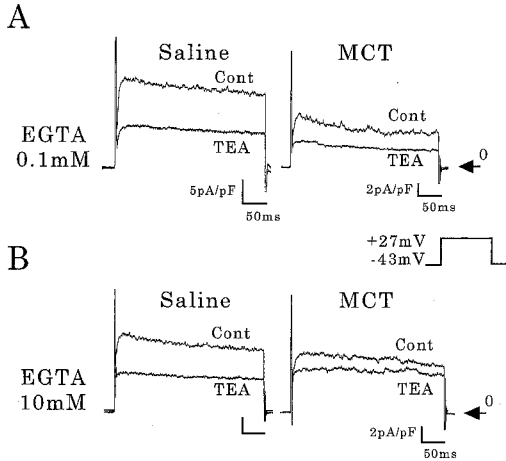 A
Saline
MCT
Cont
Cont
EGTA
0.1mM
TEA
TEA
0
5pA/pF
50ms
2pA/pF
50ms
+27mV
-43mV
B
Saline
MCT
Cont
Cont
EGTA
10mM
TEA
TEA
0
2pA/pF
50ms